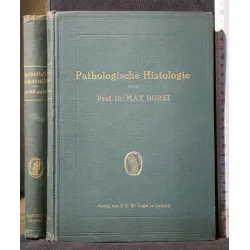 Pathologische Histologie
von
Prof. Dr. MAX BORST
Verlag von F. C. W. Vogel in Leipzig